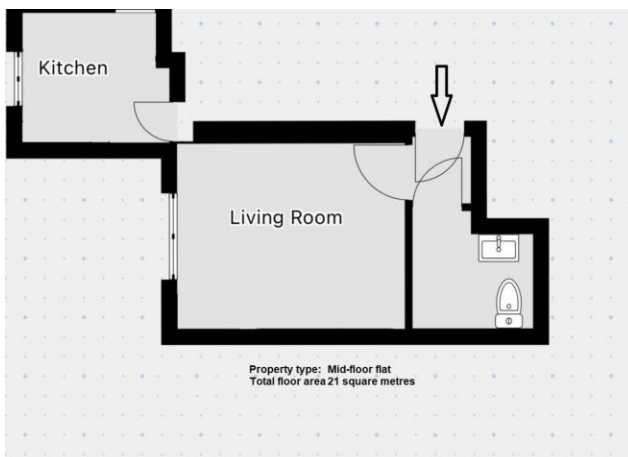 Kitchen
Living Room
Property type: Mid-floor flat
Total floor area 21 square metres